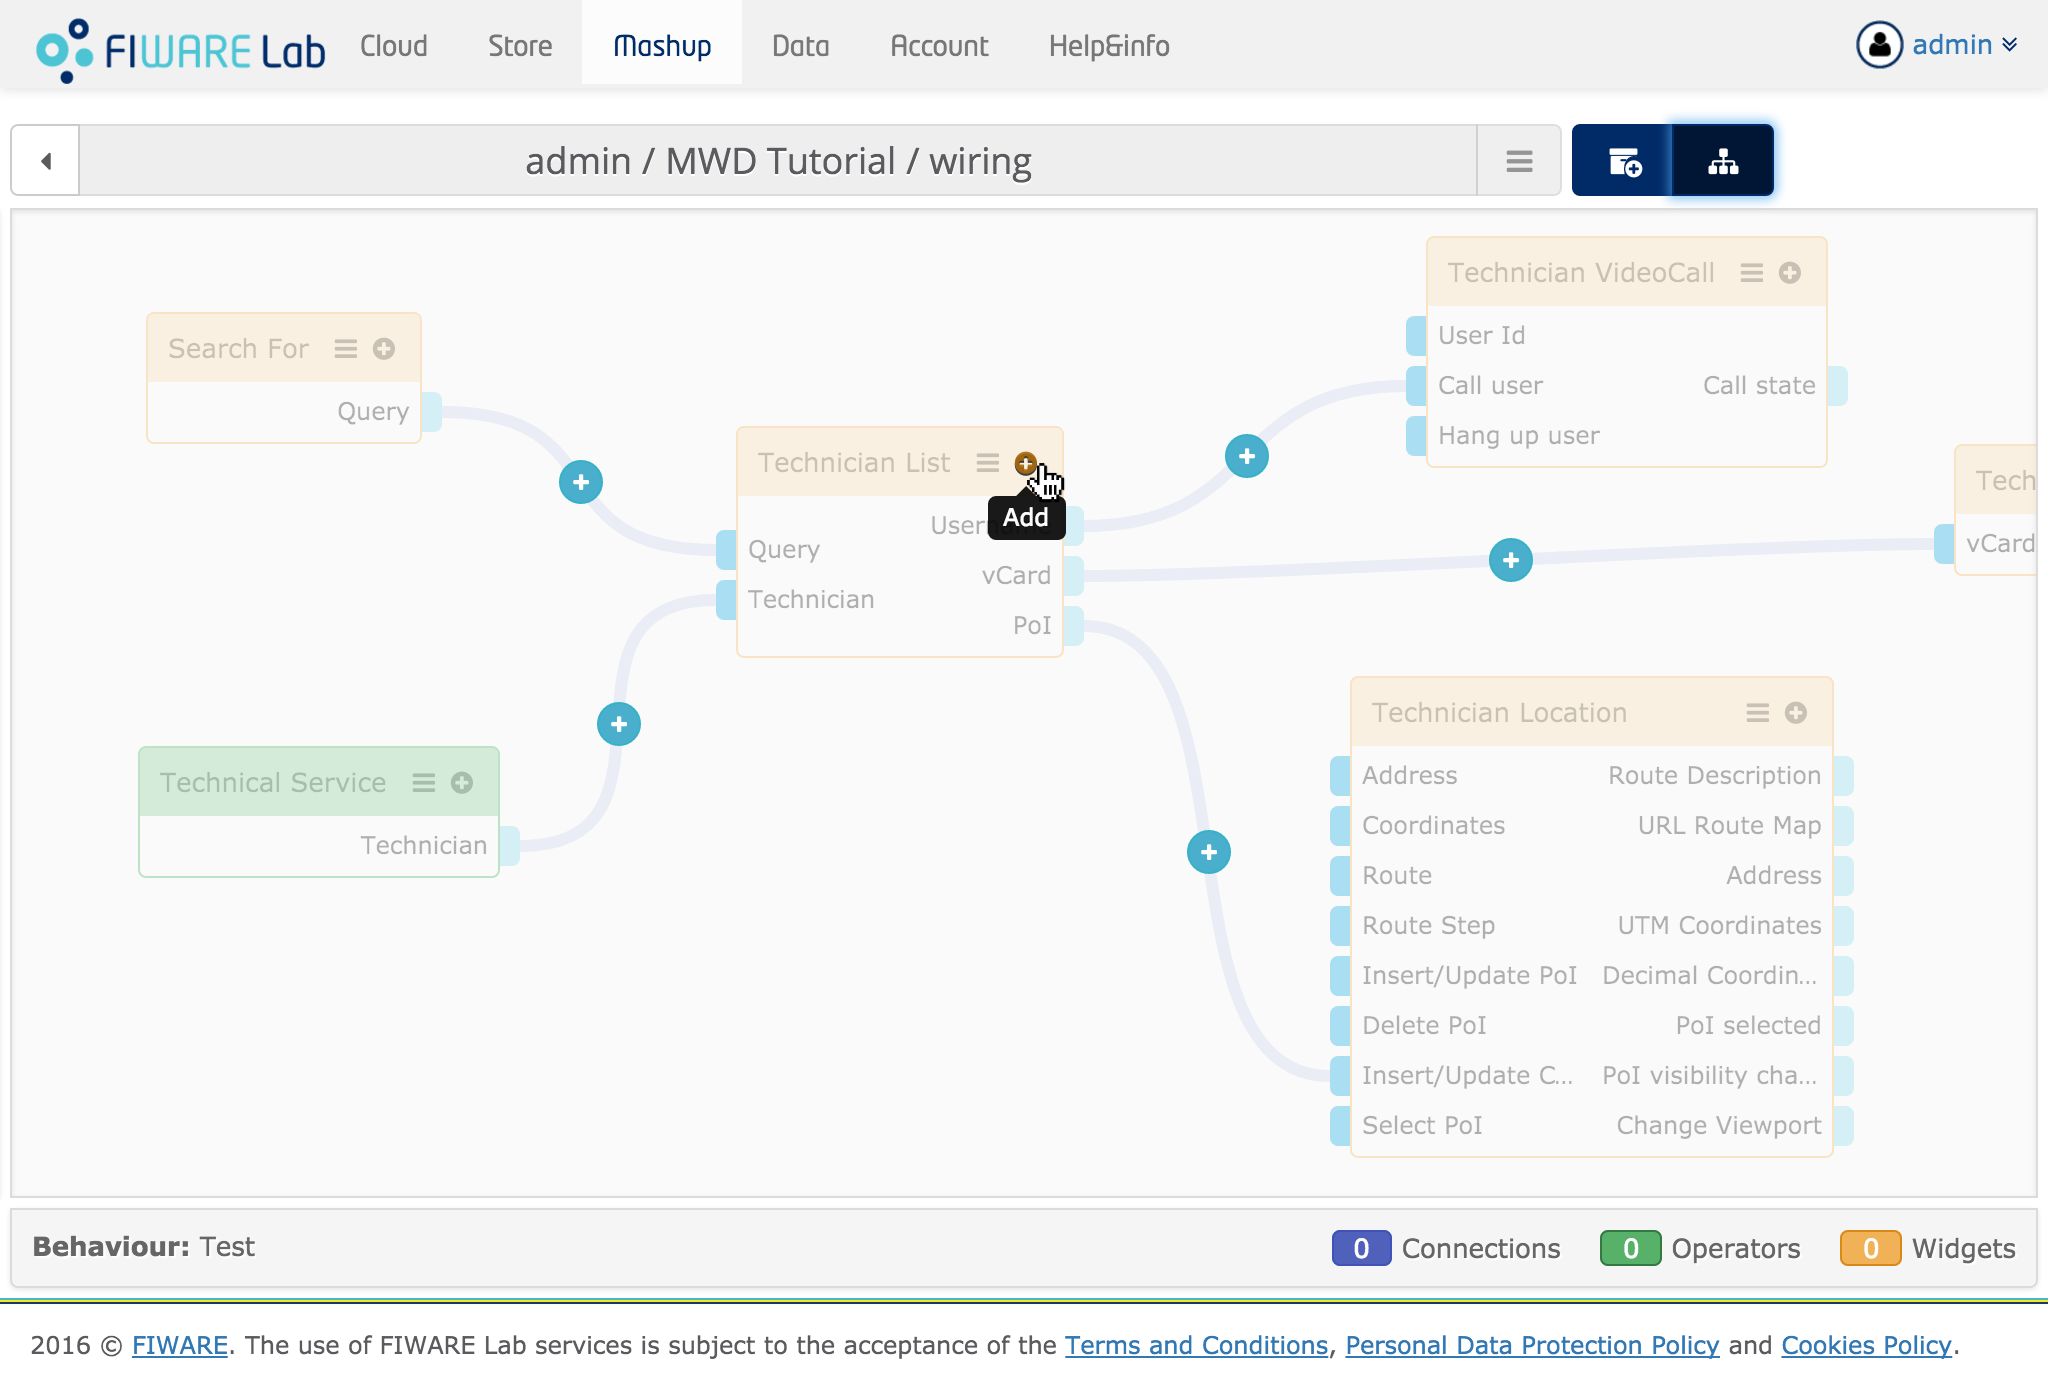 FIWARE Lab Cloud Store Mashup Data Account Help&info admin
admin / MWD Tutorial / wiring
Technician VideoCall
User Id
Call user Call state
Hang up user
Search For
Query
Technician List
Add
Query
vCard
Technician
PoI
Tech
vCard
Technical Service
Technician
Technician Location
Address Route Description
Coordinates URL Route Map
Route Address
Route Step UTM Coordinates
Insert/Update PoI Decimal Coordin...
Delete PoI PoI selected
Insert/Update C... PoI visibility cha...
Select PoI Change Viewport
Behaviour: Test 0 Connections 0 Operators 0 Widgets
2016 © FIWARE. The use of FIWARE Lab services is subject to the acceptance of the Terms and Conditions, Personal Data Protection Policy and Cookies Policy.